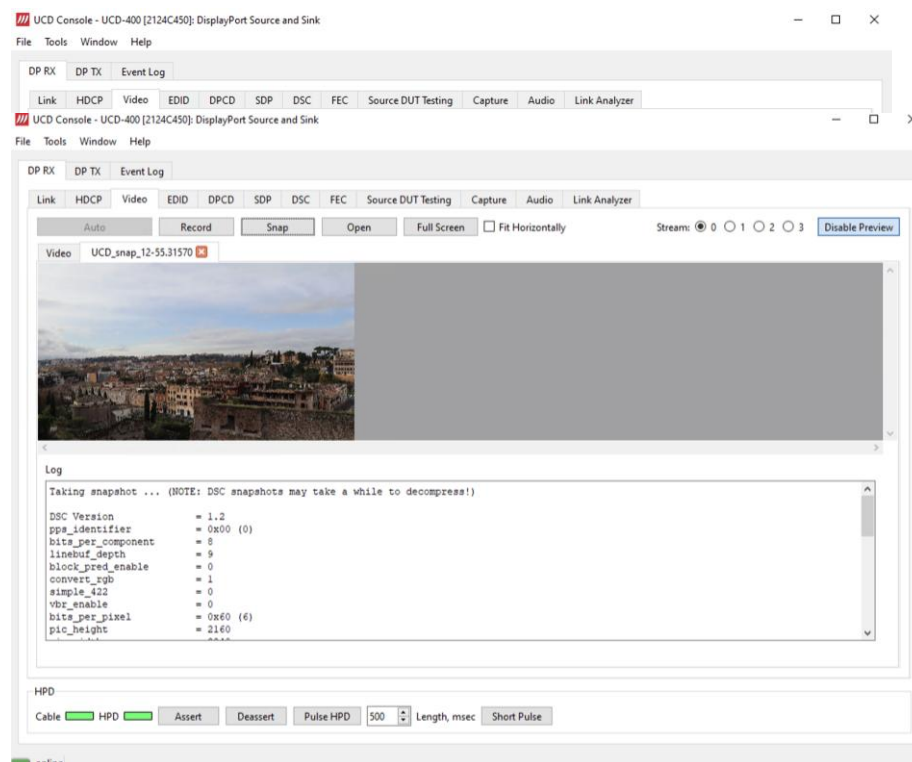 UCD Console - UCD-400 [2124C450]: DisplayPort Source and Sink
File Tools Window Help
DP RX DP TX Event Log
Link HDCP Video EDID DPCD SDP DSC FEC Source DUT Testing Capture Audio Link Analyzer
UCD Console - UCD-400 [2124C450]: DisplayPort Source and Sink
File Tools Window Help
DP RX DP TX Event Log
Link HDCP Video EDID DPCD SDP DSC FEC Source DUT Testing Capture Audio Link Analyzer
Auto Record Snap Open Full Screen Fit Horizontally Stream: 0 1 2 3 Disable Preview
Video UCD_snap_12-55.31570
Log
Taking snapshot ... (NOTE: DSC snapshots may take a while to decompress!)
DSC Version = 1.2
pps_identifier = 0x00 (0)
bits_per_component = 8
linebuf_depth = 9
block_pred_enable = 0
convert_rgb = 1
simple_422 = 0
vbr_enable = 0
bits_per_pixel = 0x60 (6)
pic_height = 2160
HPD
Cable HPD Assert Deassert Pulse HPD 500 Length, msec Short Pulse